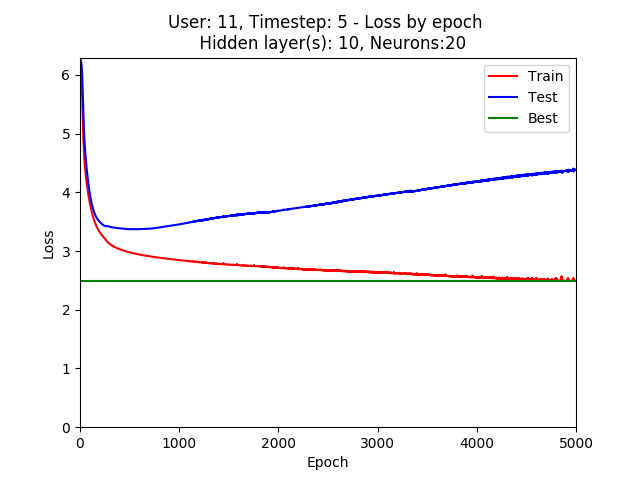 User: 11, Timestep: 5 - Loss by epoch
Hidden layer(s): 10, Neurons:20
Train
Test
Best
6
5
4
3
2
1
0
Loss
0
1000
2000
3000
4000
5000
Epoch